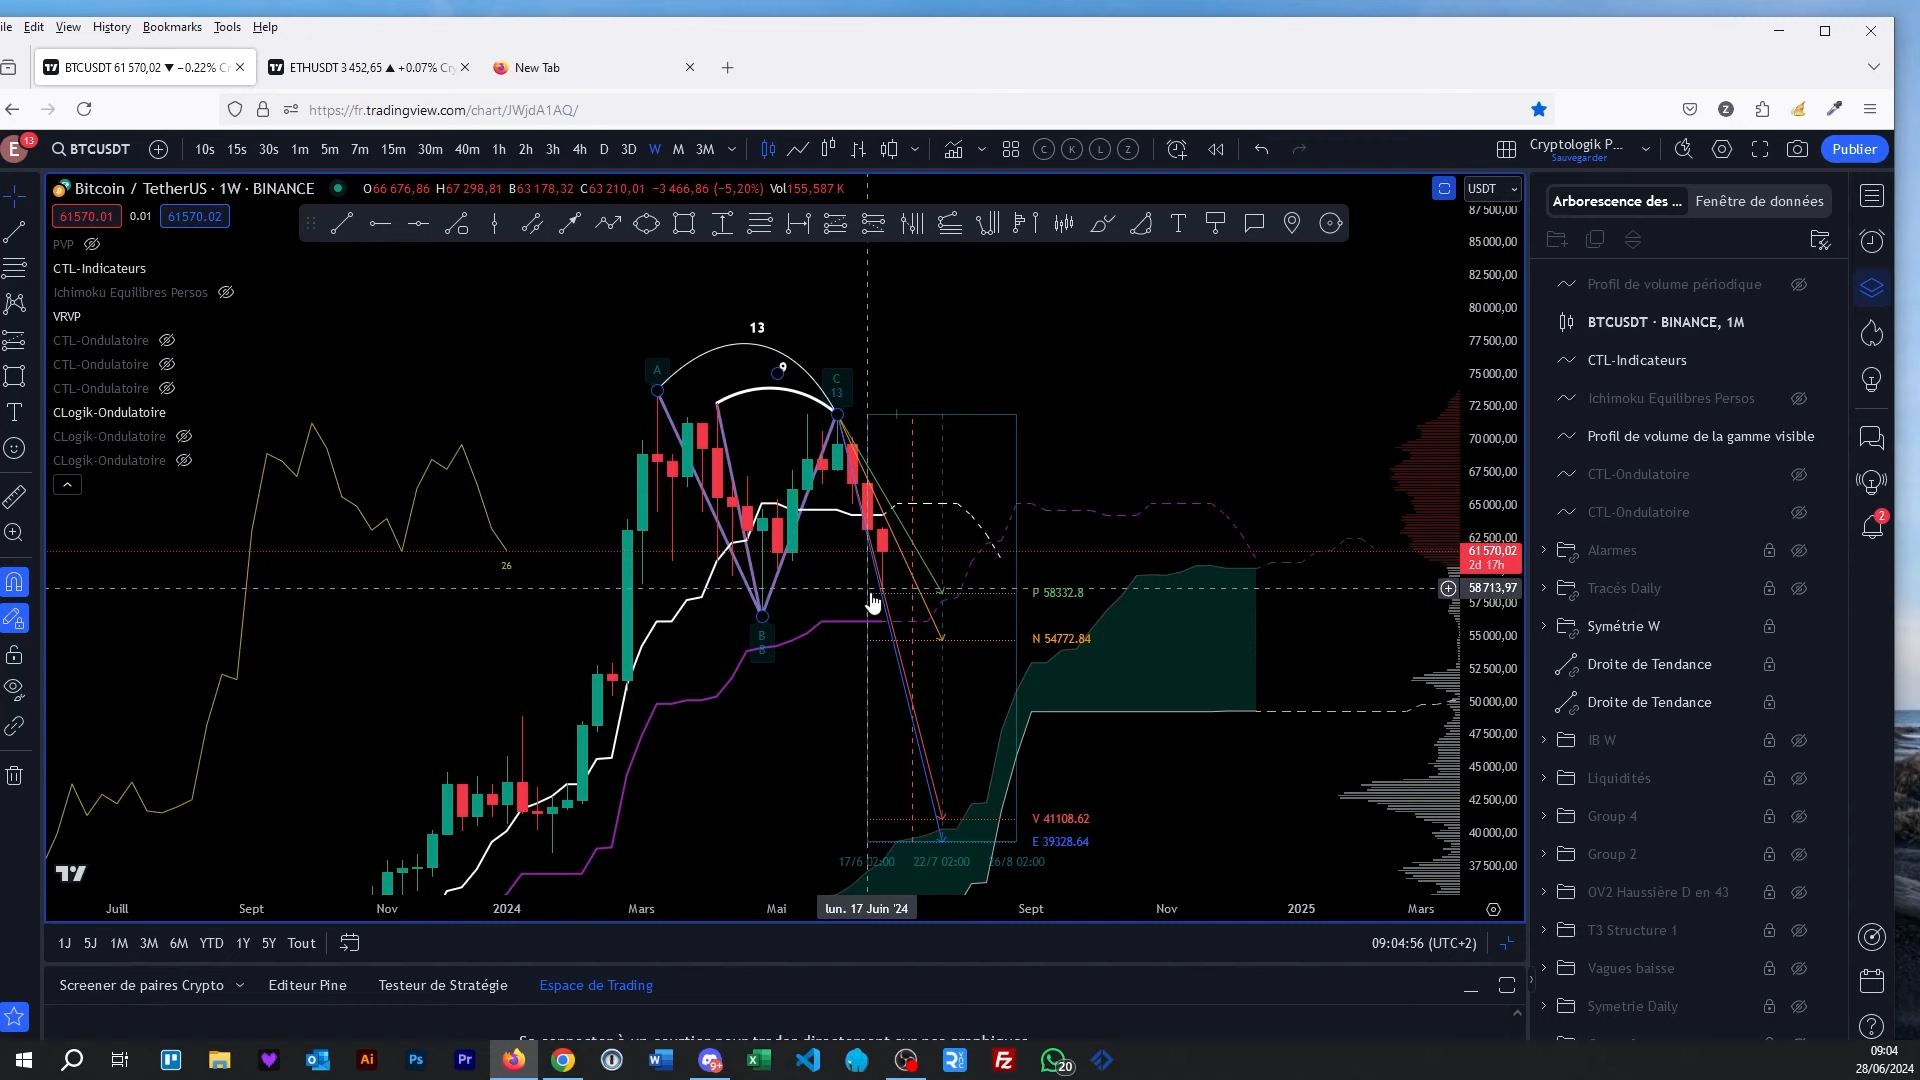 ile Edit View History Bookmarks Tools Help
BTCUSDT 61 570,02 ▼ −0.22% Cr
ETHUSDT 3 452,65 ▲ +0.07% Cry
New Tab
https://fr.tradingview.com/chart/JWjdA1AQ/
E 13
BTCUSDT 10s 15s 30s 1m 5m 7m 15m 30m 40m 1h 2h 3h 4h D 3D W M 3M C K L Z
Cryptologik P...
Sauvegarder
Publier
Bitcoin / TetherUS · 1W · BINANCE O66 676,86 H67 298,81 B63 178,32 C63 210,01 −3 466,86 (−5,20%) Vol155,587 K
USDT
61570.01 0.01 61570.02
PVP
CTL-Indicateurs
Ichimoku Equilibres Persos
VRVP
CTL-Ondulatoire
CTL-Ondulatoire
CTL-Ondulatoire
CLogik-Ondulatoire
CLogik-Ondulatoire
CLogik-Ondulatoire
13
9
A
C
13
B
8
26
P 58332.8
N 54772.84
V 41108.62
E 39328.64
17/6 02:00 22/7 02:00 26/8 02:00
87 500,00
85 000,00
82 500,00
80 000,00
77 500,00
75 000,00
72 500,00
70 000,00
67 500,00
65 000,00
62 500,00
61 570,02
2d 17h
58 713,97
57 500,00
55 000,00
52 500,00
50 000,00
47 500,00
45 000,00
42 500,00
40 000,00
37 500,00
Juill Sept Nov 2024 Mars Mai lun. 17 Juin '24 Sept Nov 2025 Mars
1J 5J 1M 3M 6M YTD 1Y 5Y Tout
09:04:56 (UTC+2)
Screener de paires Crypto Editeur Pine Testeur de Stratégie Espace de Trading
Arborescence des ... Fenêtre de données
Profil de volume périodique
BTCUSDT · BINANCE, 1M
CTL-Indicateurs
Ichimoku Equilibres Persos
Profil de volume de la gamme visible
CTL-Ondulatoire
CTL-Ondulatoire
Alarmes
Tracés Daily
Symétrie W
Droite de Tendance
Droite de Tendance
IB W
Liquidités
Group 4
Group 2
OV2 Haussière D en 43
T3 Structure 1
Vagues baisse
Symetrie Daily
2
Ai Ps Pr 9+ 20
09:04
28/06/2024